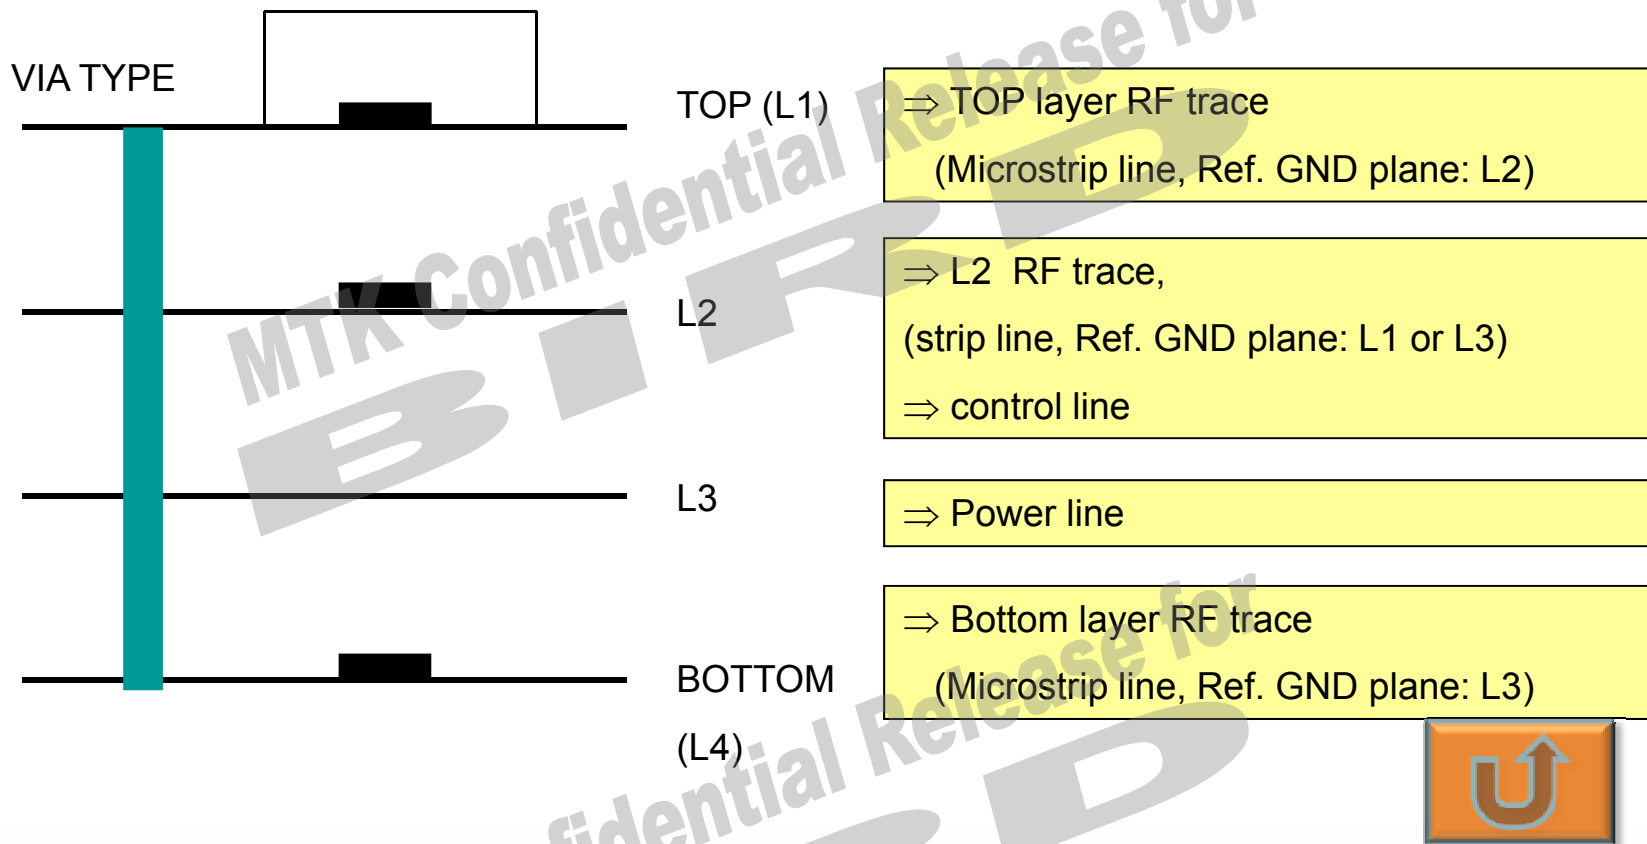 VIA TYPE
TOP (L1)
⇒ TOP layer RF trace
(Microstrip line, Ref. GND plane: L2)
L2
⇒ L2 RF trace,
(strip line, Ref. GND plane: L1 or L3)
⇒ control line
L3
⇒ Power line
BOTTOM
(L4)
⇒ Bottom layer RF trace
(Microstrip line, Ref. GND plane: L3)
MTK Confidential Release for
BIRD
fidential Release for
RD